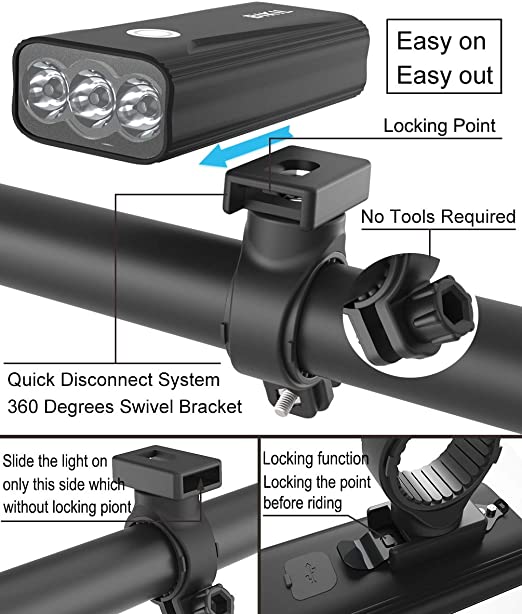 Easy on
Easy out
Locking Point
No Tools Required
Quick Disconnect System
360 Degrees Swivel Bracket
Slide the light on
only this side which
without locking piont
Locking function
Locking the point
before riding